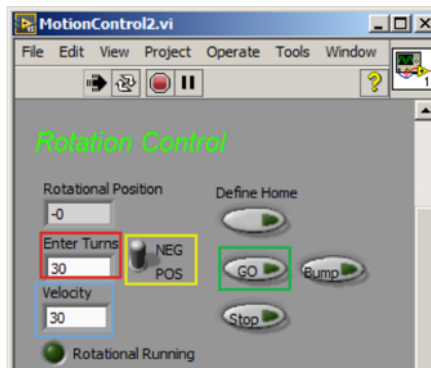 MotionControl2.vi
File Edit View Project Operate Tools Window
1
Rotation Control
Rotational Position
-0
Define Home
Enter Turns
30
NEG
POS
GO
Bump
Velocity
30
Stop
Rotational Running